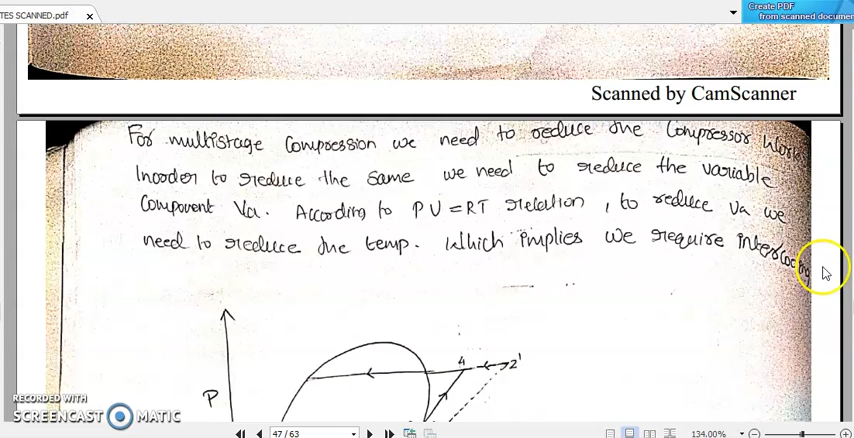 TES SCANNED.pdf ×
Create PDF
from scanned documen
Scanned by CamScanner
For multistage compression we need to reduce the Compressor Work
Inorder to reduce the same we need to reduce the variable
Component Va. According to PV=RT relation, to reduce Va we
need to reduce the temp. Which implies we require intercooling
4
2'
P
RECORDED WITH
SCREENCAST MATIC
47 / 63
134.00%